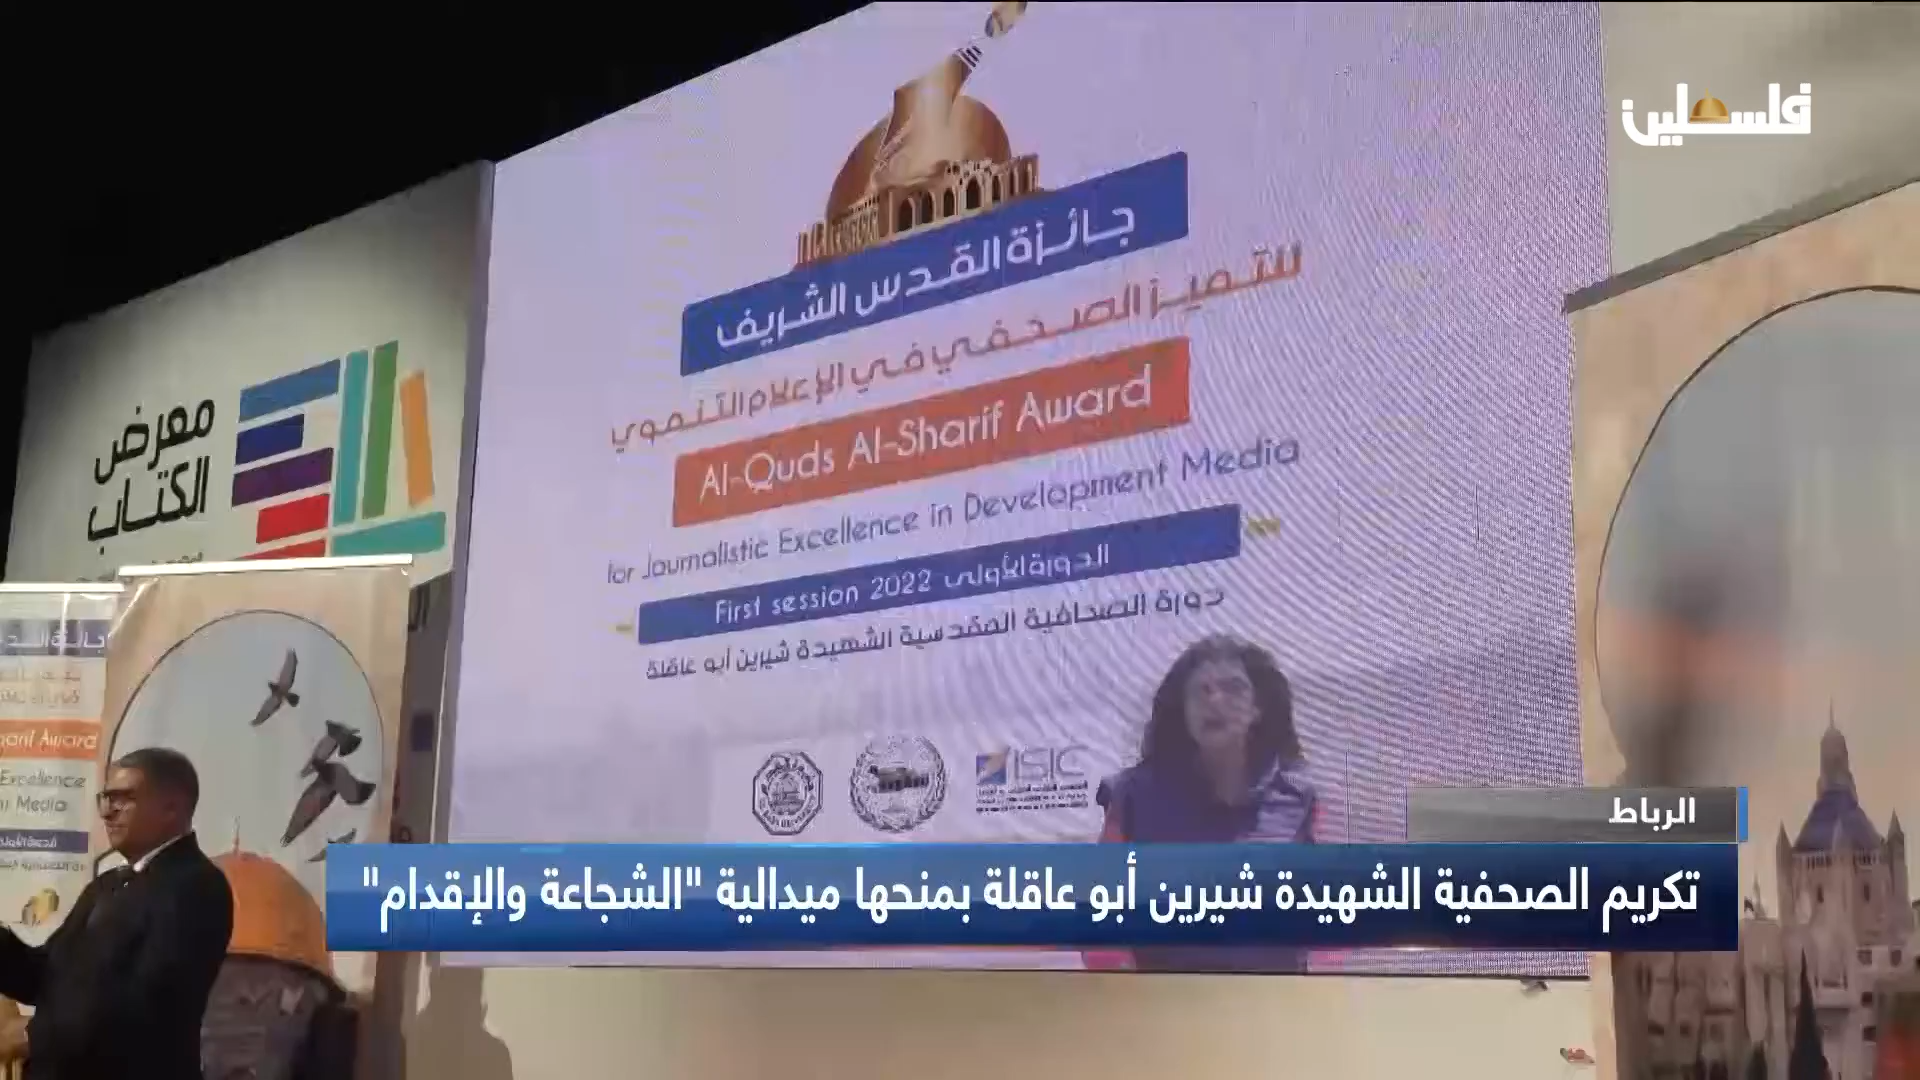 فلسطين
جائزة القدس الشريف
للتميز الصحفي في الإعلام التنموي
Al-Quds Al-Sharif Award
for Journalistic Excellence in Development Media
First session 2022 الدورة الأولى
دورة الصحافية المقدسية الشهيدة شيرين أبو عاقلة
ISIC
معرض
الكتاب
Award
Excellence
Media
الرباط
تكريم الصحفية الشهيدة شيرين أبو عاقلة بمنحها ميدالية "الشجاعة والإقدام"